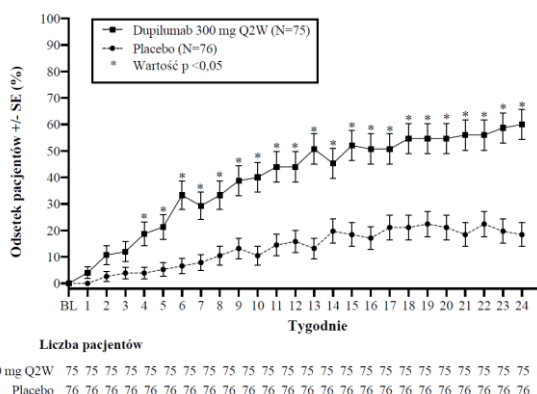 Dupilumab 300 mg Q2W (N=75)
Placebo (N=76)
* Wartość p <0,05
Odsetek pacjentów +/- SE (%)
100
90
80
70
60
50
40
30
20
10
0
BL 1 2 3 4 5 6 7 8 9 10 11 12 13 14 15 16 17 18 19 20 21 22 23 24
Tygodnie
Liczba pacjentów
mg Q2W 75 75 75 75 75 75 75 75 75 75 75 75 75 75 75 75 75 75 75 75 75 75 75 75 75
Placebo 76 76 76 76 76 76 76 76 76 76 76 76 76 76 76 76 76 76 76 76 76 76 76 76 76